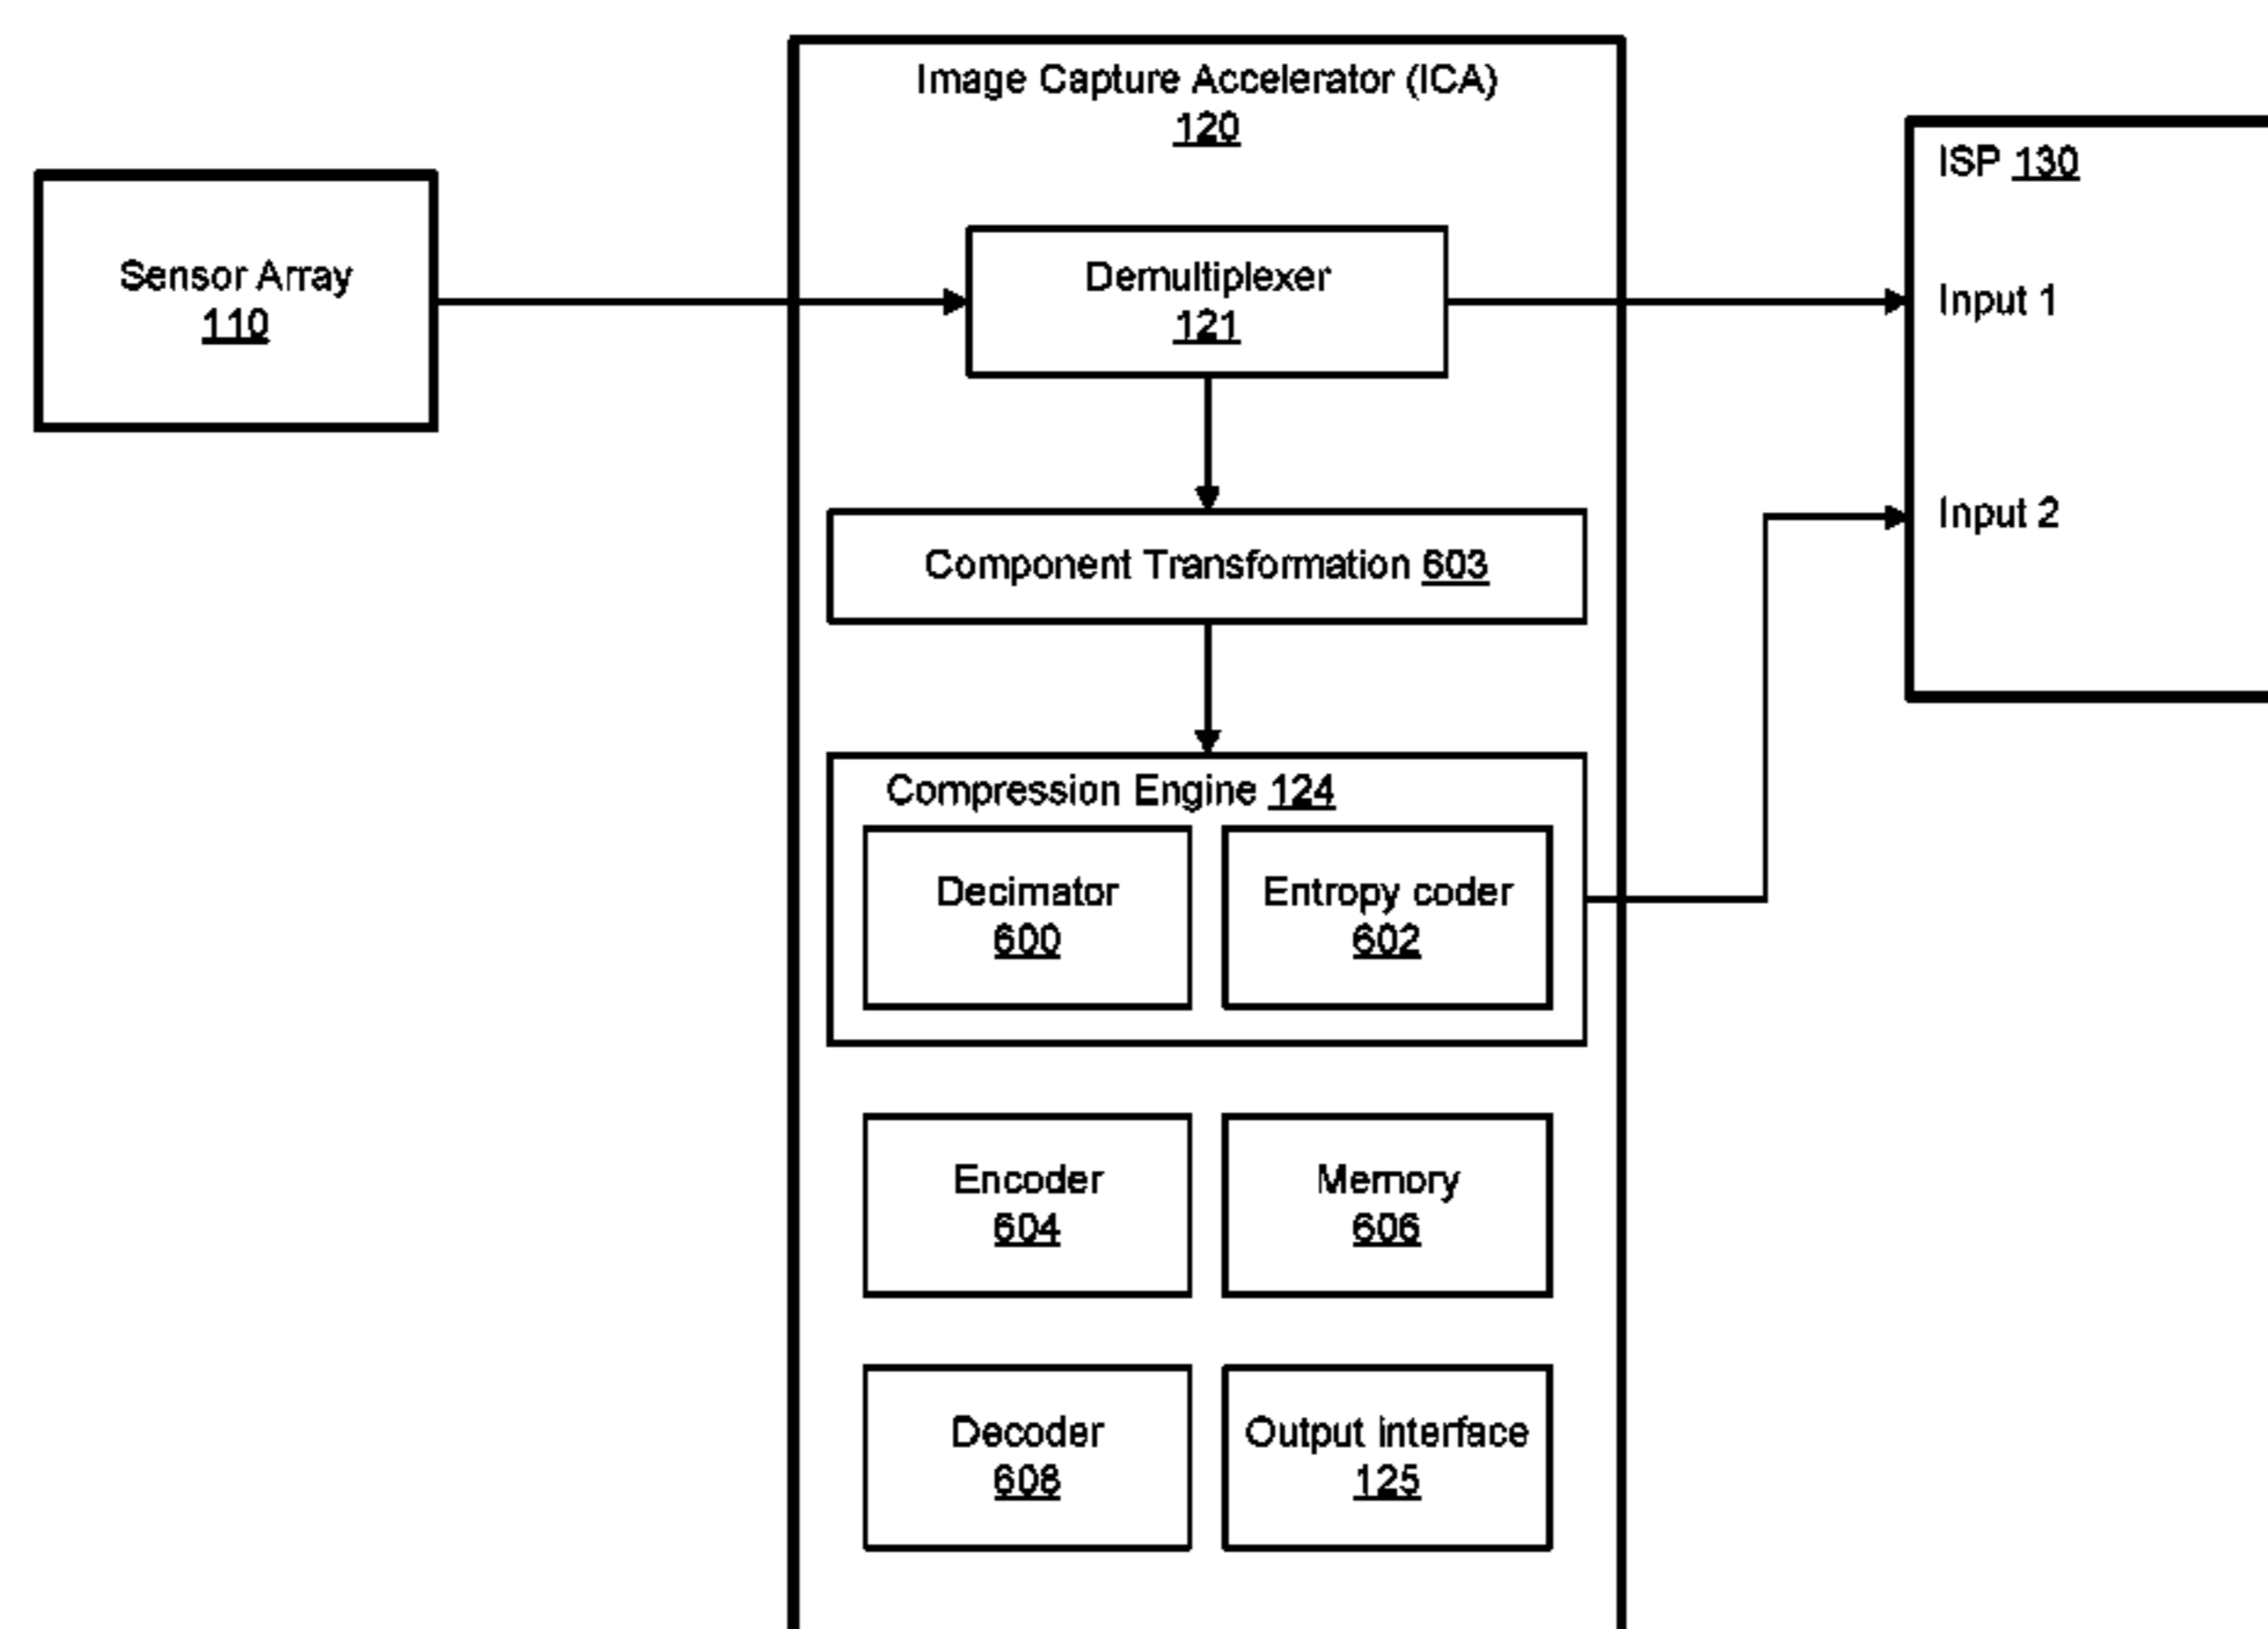 Image Capture Accelerator (ICA)
120
Sensor Array
110
Demultiplexer
121
ISP 130
Input 1
Input 2
Component Transformation 603
Compression Engine 124
Decimator
600
Entropy coder
602
Encoder
604
Memory
606
Decoder
608
Output interface
125